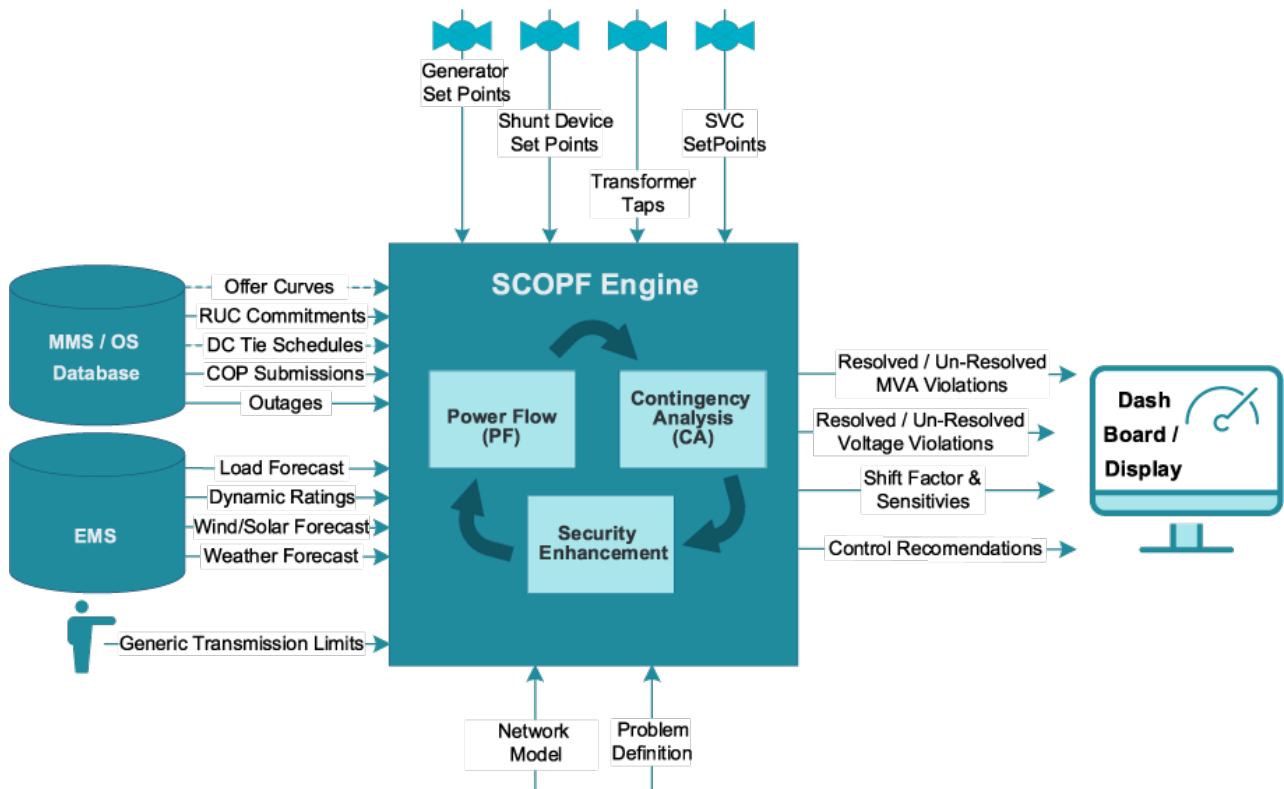 Generator
Set Points
Shunt Device
Set Points
SVC
SetPoints
Transformer
Taps
SCOPF Engine
MMS / OS
Database
Offer Curves
RUC Commitments
DC Tie Schedules
COP Submissions
Outages
Power Flow
(PF)
Contingency
Analysis
(CA)
Security
Enhancement
Resolved / Un-Resolved
MVA Violations
Resolved / Un-Resolved
Voltage Violations
Shift Factor &
Sensitivies
Control Recomendations
Dash
Board /
Display
EMS
Load Forecast
Dynamic Ratings
Wind/Solar Forecast
Weather Forecast
Generic Transmission Limits
Network
Model
Problem
Definition